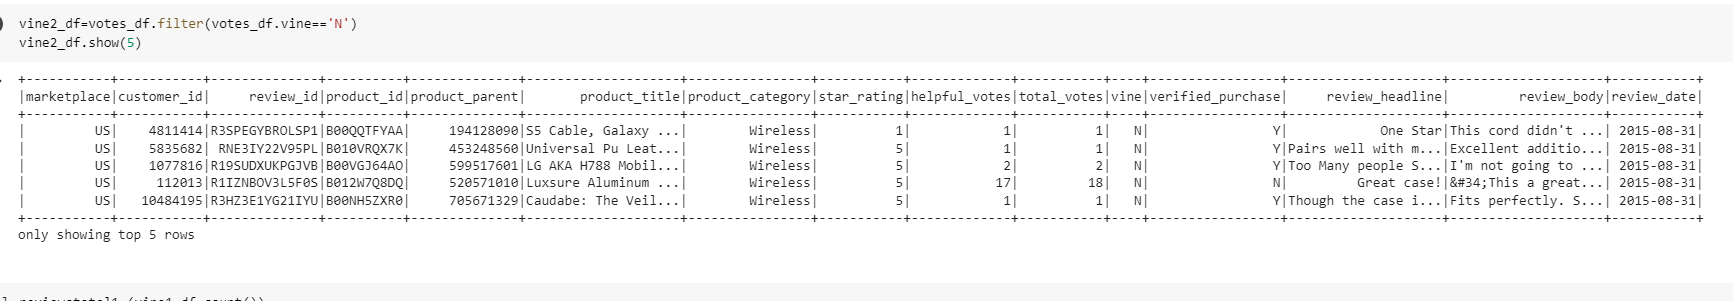 vine2_df=votes_df.filter(votes_df.vine=='N')
vine2_df.show(5)
+-----------+-----------+--------------+----------+--------------+--------------------+----------------+-----------+-------------+-----------+----+-----------------+--------------------+--------------------+-----------+
|marketplace|customer_id|     review_id|product_id|product_parent|       product_title|product_category|star_rating|helpful_votes|total_votes|vine|verified_purchase|     review_headline|         review_body|review_date|
+-----------+-----------+--------------+----------+--------------+--------------------+----------------+-----------+-------------+-----------+----+-----------------+--------------------+--------------------+-----------+
|         US|    4811414|R3SPEGYBROLSP1|B00QQTFYAA|     194128090|S5 Cable, Galaxy ...|        Wireless|          1|            1|          1|   N|                Y|            One Star|This cord didn't ...| 2015-08-31|
|         US|    5835682| RNE3IY22V95PL|B010VRQX7K|     453248560|Universal Pu Leat...|        Wireless|          5|            1|          1|   N|                Y|Pairs well with m...|Excellent additio...| 2015-08-31|
|         US|    1077816|R19SUDXUKPGJVB|B00VGJ64AO|     599517601|LG AKA H788 Mobil...|        Wireless|          5|            2|          2|   N|                Y|Too Many people S...|I'm not going to ...| 2015-08-31|
|         US|     112013|R1IZNBOV3L5F0S|B012W7Q8DQ|     520571010|Luxsure Aluminum ...|        Wireless|          5|           17|         18|   N|                N|         Great case!|&#34;This a great...| 2015-08-31|
|         US|   10484195|R3HZ3E1YG21IYU|B00NH5ZXR0|     705671329|Caudabe: The Veil...|        Wireless|          5|            1|          1|   N|                Y|Though the case i...|Fits perfectly. S...| 2015-08-31|
+-----------+-----------+--------------+----------+--------------+--------------------+----------------+-----------+-------------+-----------+----+-----------------+--------------------+--------------------+-----------+
only showing top 5 rows